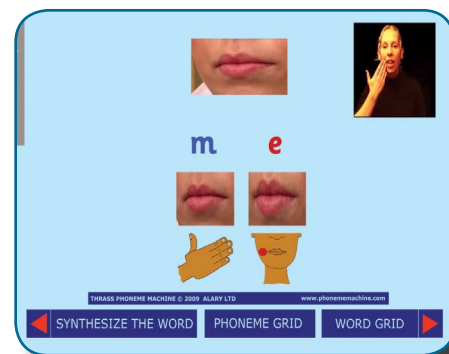 m e
THRASS PHONEME MACHINE © 2009 ALARY LTD www.phonememachine.com
SYNTHESIZE THE WORD PHONEME GRID WORD GRID